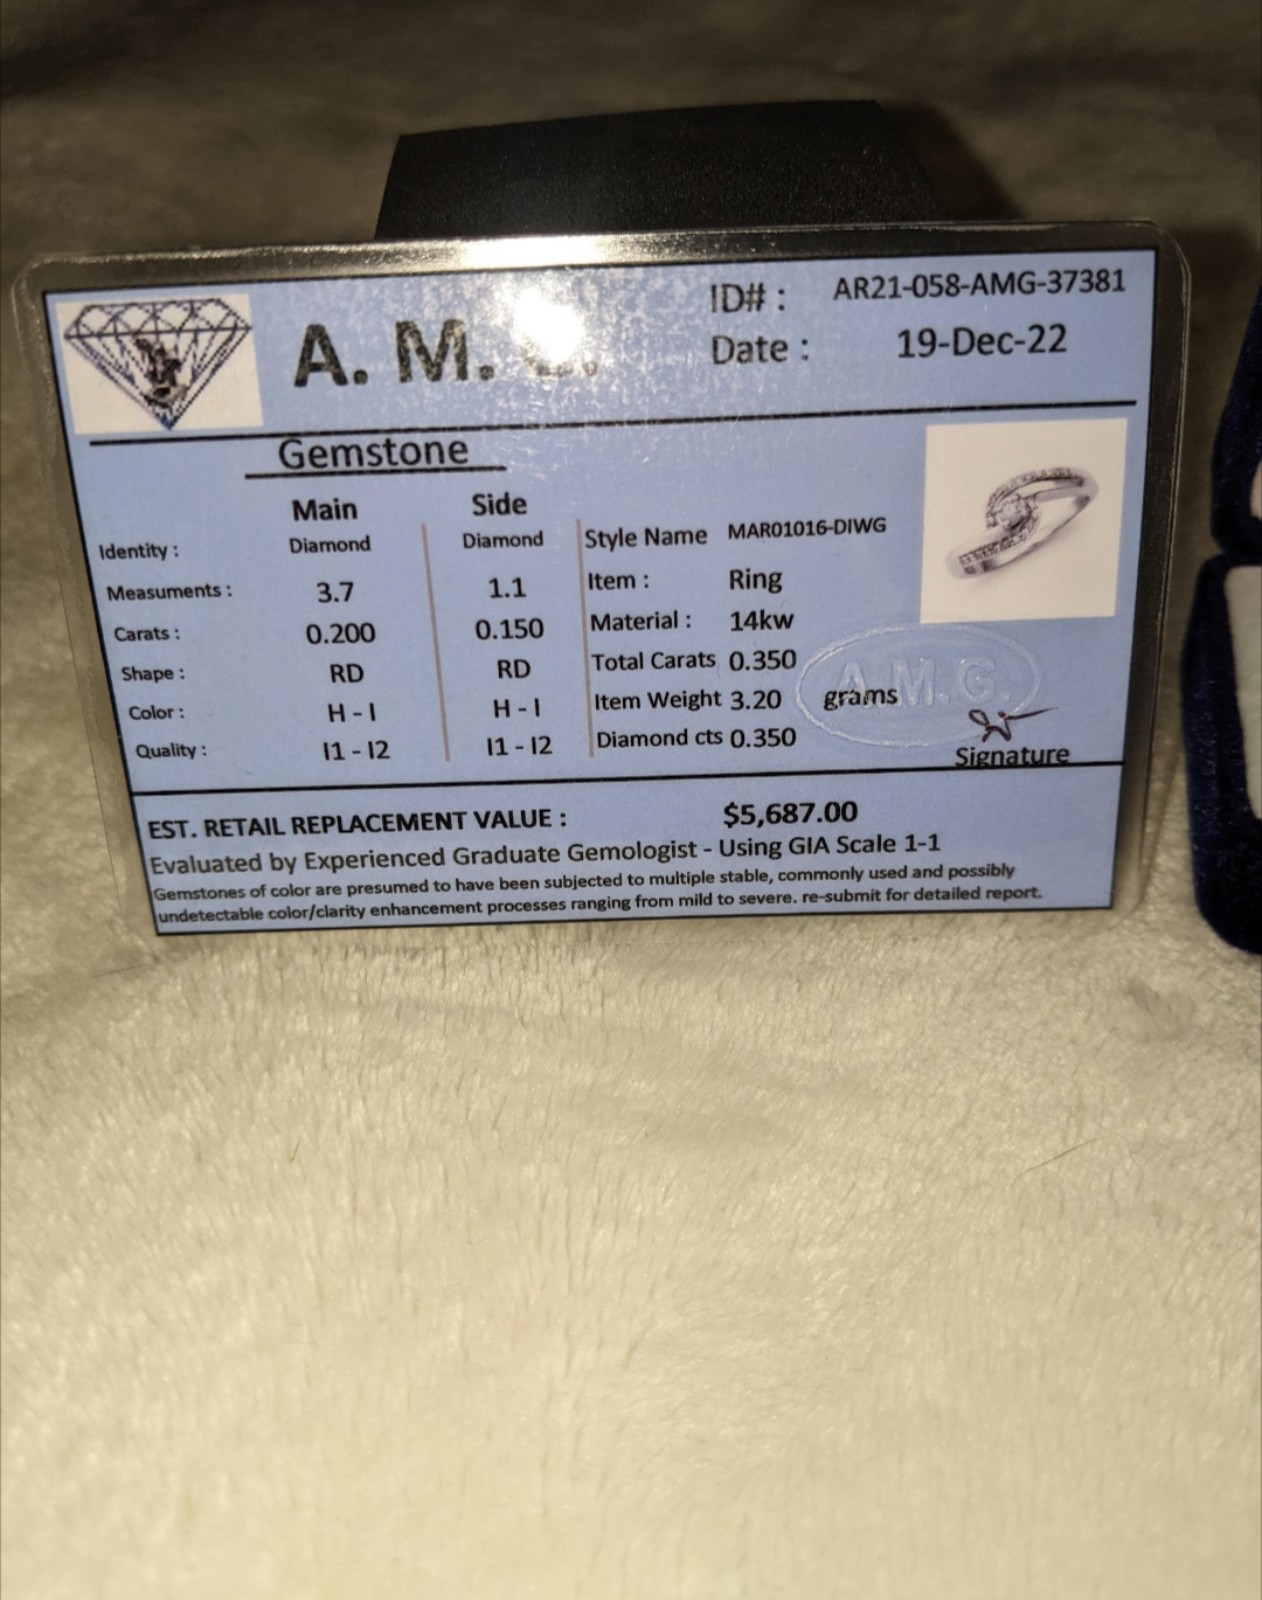 A. M. G.
ID# : AR21-058-AMG-37381
Date : 19-Dec-22
Gemstone
Main Side
Identity : Diamond Diamond
Measuments : 3.7 1.1
Carats : 0.200 0.150
Shape : RD RD
Color : H - I H - I
Quality : I1 - I2 I1 - I2
Style Name MAR01016-DIWG
Item : Ring
Material : 14kw
Total Carats 0.350
Item Weight 3.20 grams
Diamond cts 0.350
A.M.G.
Signature
EST. RETAIL REPLACEMENT VALUE : $5,687.00
Evaluated by Experienced Graduate Gemologist - Using GIA Scale 1-1
Gemstones of color are presumed to have been subjected to multiple stable, commonly used and possibly
undetectable color/clarity enhancement processes ranging from mild to severe. re-submit for detailed report.